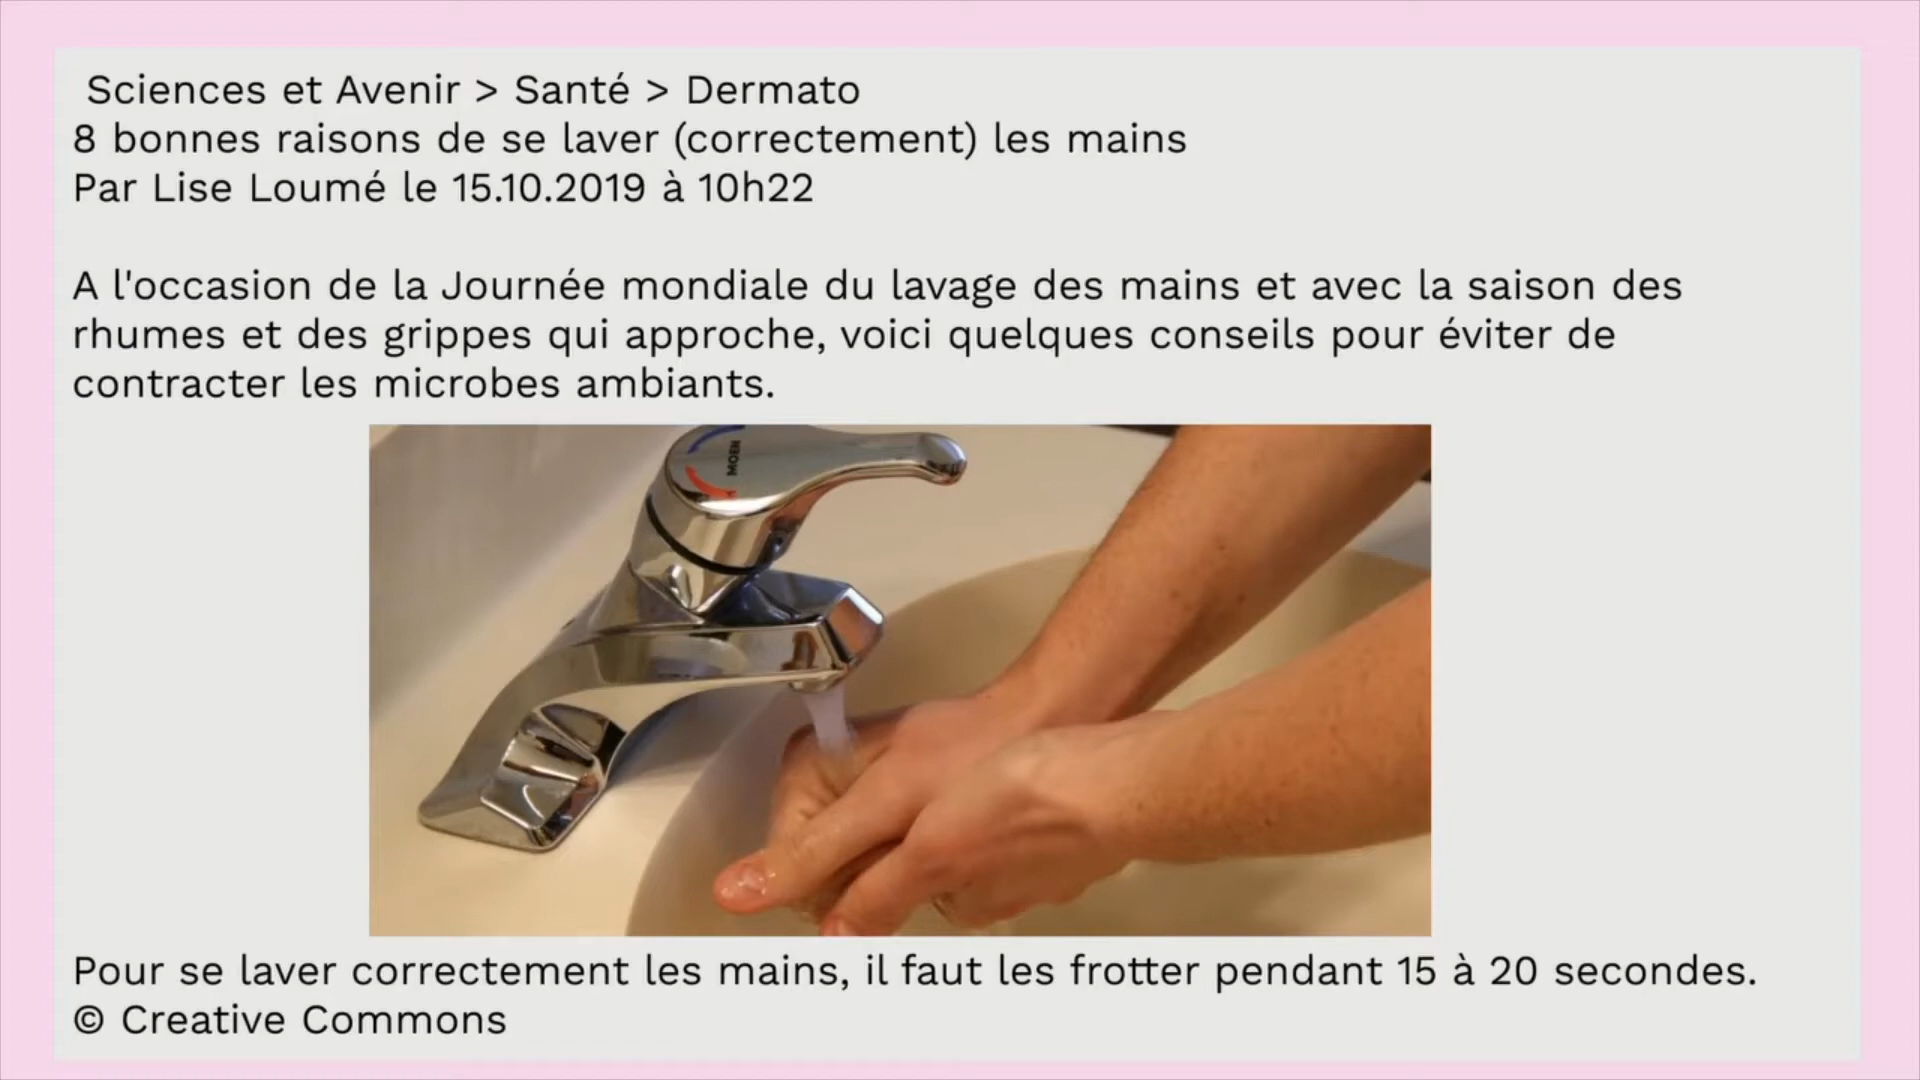 Sciences et Avenir > Santé > Dermato
8 bonnes raisons de se laver (correctement) les mains
Par Lise Loumé le 15.10.2019 à 10h22
A l'occasion de la Journée mondiale du lavage des mains et avec la saison des
rhumes et des grippes qui approche, voici quelques conseils pour éviter de
contracter les microbes ambiants.
MOEN
H
Pour se laver correctement les mains, il faut les frotter pendant 15 à 20 secondes.
© Creative Commons